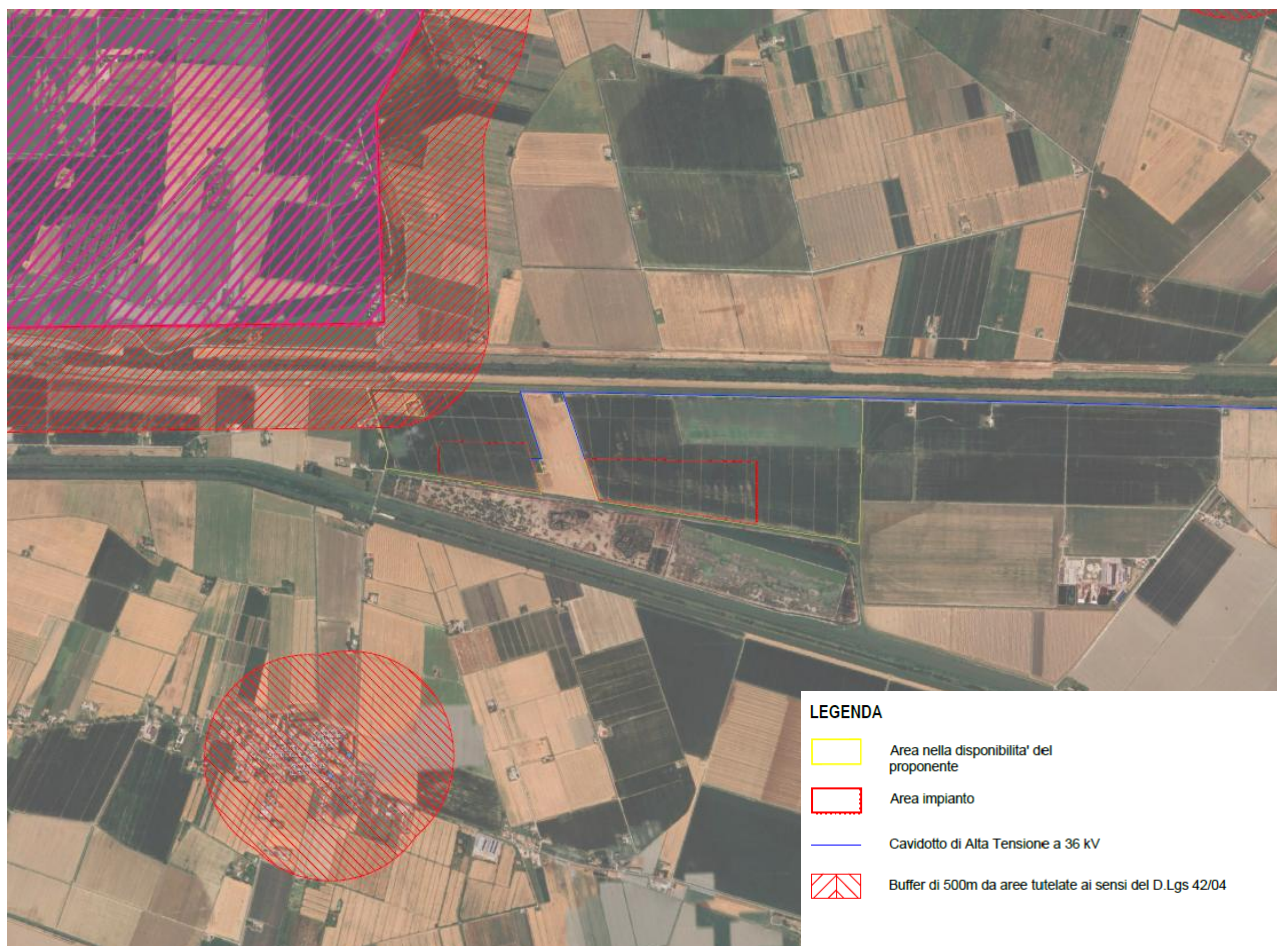 LEGENDA
Area nella disponibilita' del
proponente
Area impianto
Cavidotto di Alta Tensione a 36 kV
Buffer di 500m da aree tutelate ai sensi del D.Lgs 42/04